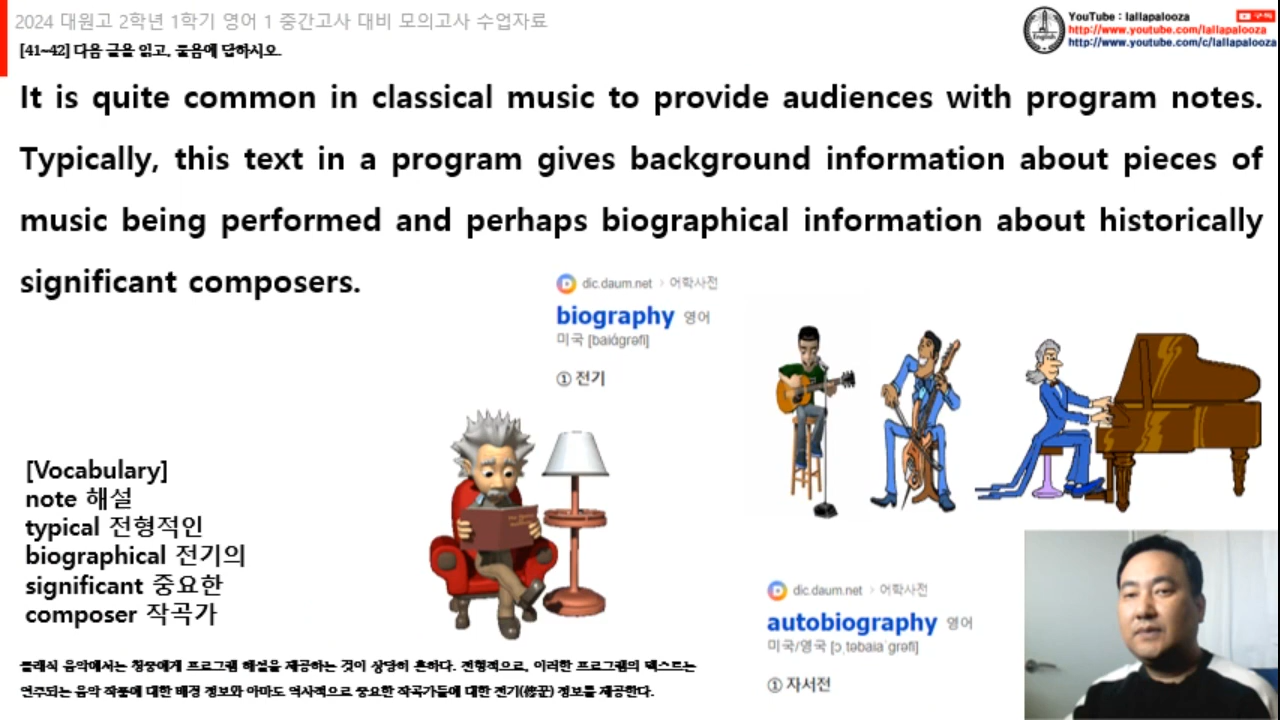 2024 대원고 2학년 1학기 영어 1 중간고사 대비 모의고사 수업자료
YouTube : lallapalooza
http://www.youtube.com/lallapalooza
http://www.youtube.com/c/lallapalooza
[41~42] 다음 글을 읽고, 물음에 답하시오.
It is quite common in classical music to provide audiences with program notes.
Typically, this text in a program gives background information about pieces of
music being performed and perhaps biographical information about historically
significant composers.
dic.daum.net > 어학사전
biography 영어
미국 [baiάgrəfi]
① 전기
[Vocabulary]
note 해설
typical 전형적인
biographical 전기의
significant 중요한
composer 작곡가
dic.daum.net > 어학사전
autobiography 영어
미국/영국 [ɔˌtəbaiaˈgrəfi]
① 자서전
클래식 음악에서는 청중에게 프로그램 해설을 제공하는 것이 상당히 흔하다. 전형적으로, 이러한 프로그램의 텍스트는
연주되는 음악 작품에 대한 배경 정보와 아마도 역사적으로 중요한 작곡가들에 대한 전기 정보를 제공한다.